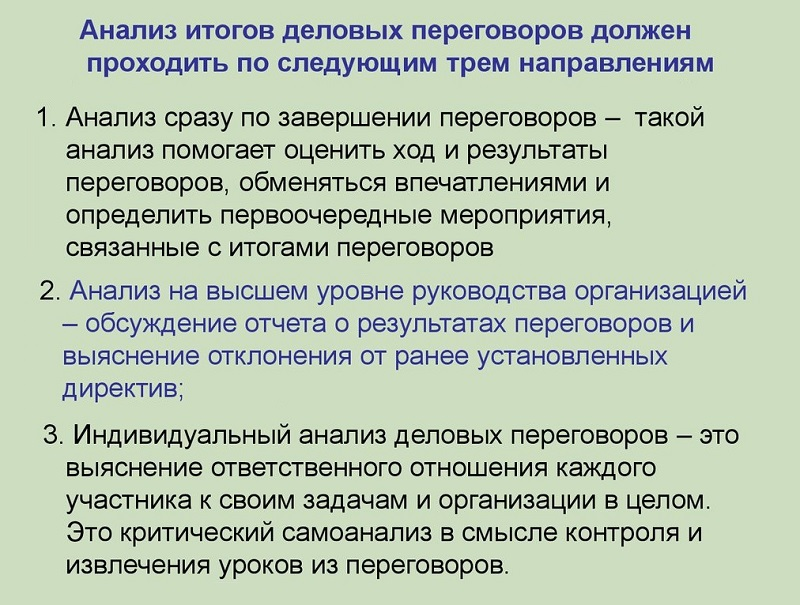 Анализ итогов деловых переговоров должен
проходить по следующим трем направлениям
1. Анализ сразу по завершении переговоров – такой
анализ помогает оценить ход и результаты
переговоров, обменяться впечатлениями и
определить первоочередные мероприятия,
связанные с итогами переговоров
2. Анализ на высшем уровне руководства организацией
– обсуждение отчета о результатах переговоров и
выяснение отклонения от ранее установленных
директив;
3. Индивидуальный анализ деловых переговоров – это
выяснение ответственного отношения каждого
участника к своим задачам и организации в целом.
Это критический самоанализ в смысле контроля и
извлечения уроков из переговоров.